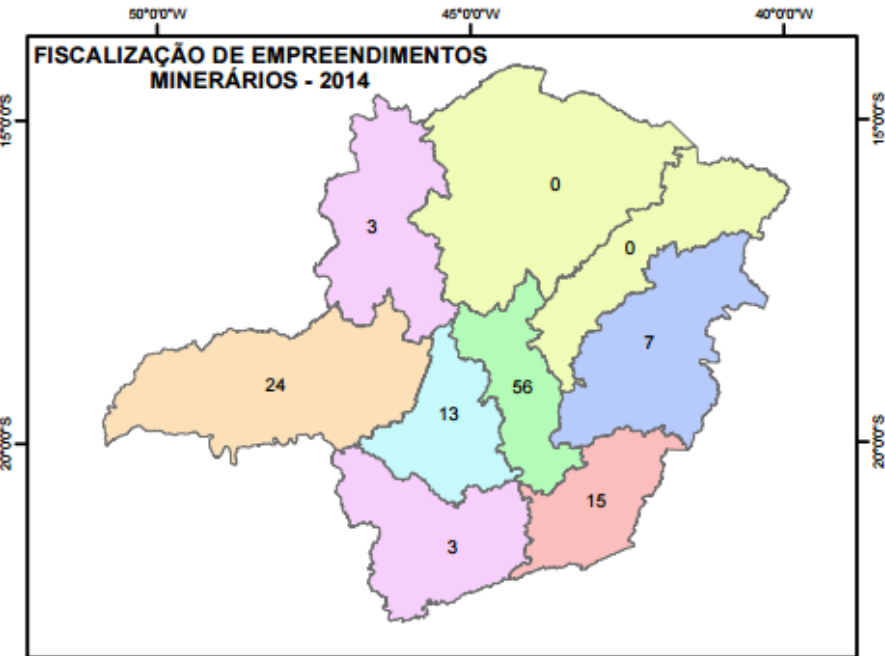 50°0'0"W 45°0'0"W 40°0'0"W
FISCALIZAÇÃO DE EMPREENDIMENTOS
MINERÁRIOS - 2014
15°0'0"S 15°0'0"S
0
3
0
7
24
56
13
20°0'0"S 20°0'0"S
15
3